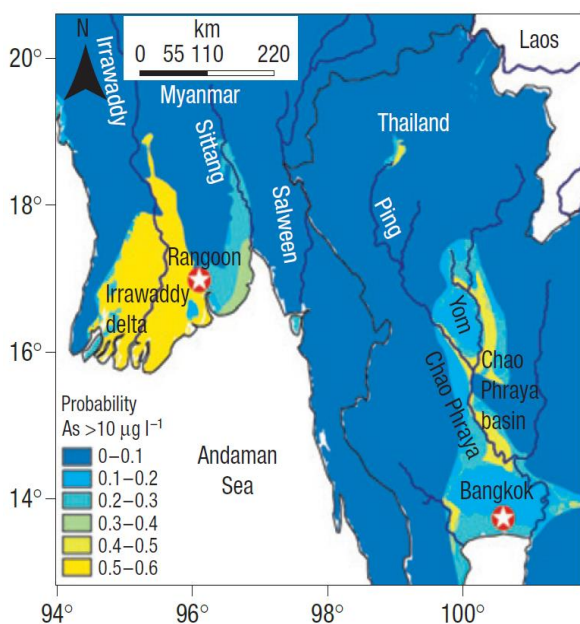 20°
18°
16°
14°
94°
96°
98°
100°
N
km
0 55 110 220
Laos
Irrawaddy
Myanmar
Sittang
Salween
Thailand
Ping
Rangoon
Irrawaddy
delta
Yom
Chao Phraya
Chao
Phraya
basin
Bangkok
Andaman
Sea
Probability
As >10 µg l⁻¹
0–0.1
0.1–0.2
0.2–0.3
0.3–0.4
0.4–0.5
0.5–0.6